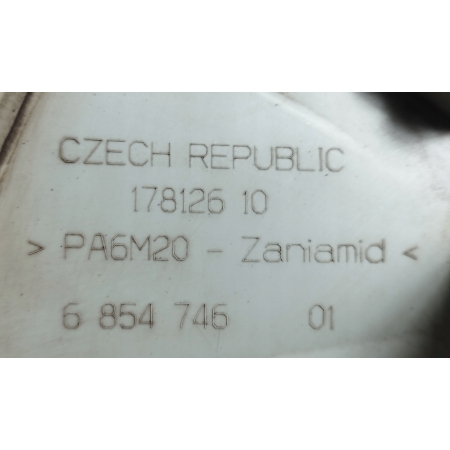 CZECH REPUBLIC
178126 10
> PA6M20 - Zaniamid <
6 854 746 01